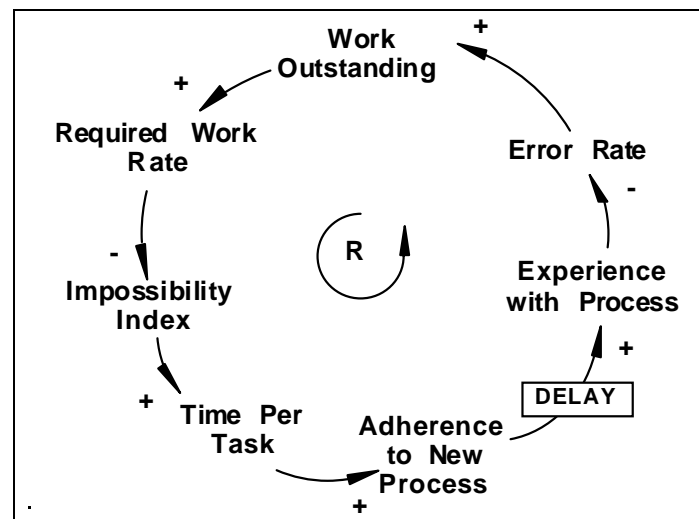 +
Work
Outstanding
+
Required Work
Rate
Error Rate
-
R
-
Impossibility
Index
Experience
with Process
+
DELAY
+
Time Per
Task
Adherence
to New
Process
+
.